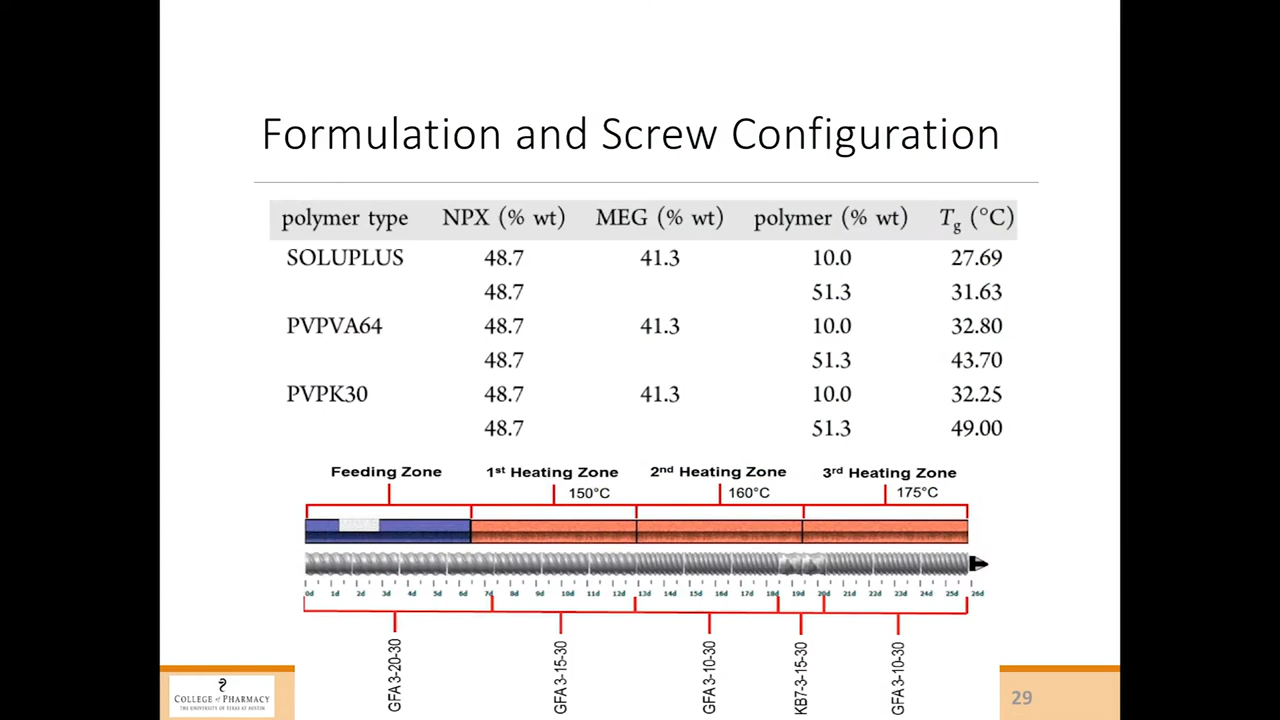 Formulation and Screw Configuration
polymer type NPX (% wt) MEG (% wt) polymer (% wt) Tg (°C)
SOLUPLUS 48.7 41.3 10.0 27.69
48.7 51.3 31.63
PVPVA64 48.7 41.3 10.0 32.80
48.7 51.3 43.70
PVPK30 48.7 41.3 10.0 32.25
48.7 51.3 49.00
Feeding Zone 1st Heating Zone 2nd Heating Zone 3rd Heating Zone
150°C 160°C 175°C
0d 1d 2d 3d 4d 5d 6d 7d 8d 9d 10d 11d 12d 13d 14d 15d 16d 17d 18d 19d 20d 21d 22d 23d 24d 25d 26d
GFA 3-20-30
GFA 3-15-30
GFA 3-10-30
KB7-3-15-30
GFA 3-10-30
COLLEGE of PHARMACY
THE UNIVERSITY OF TEXAS AT AUSTIN
29